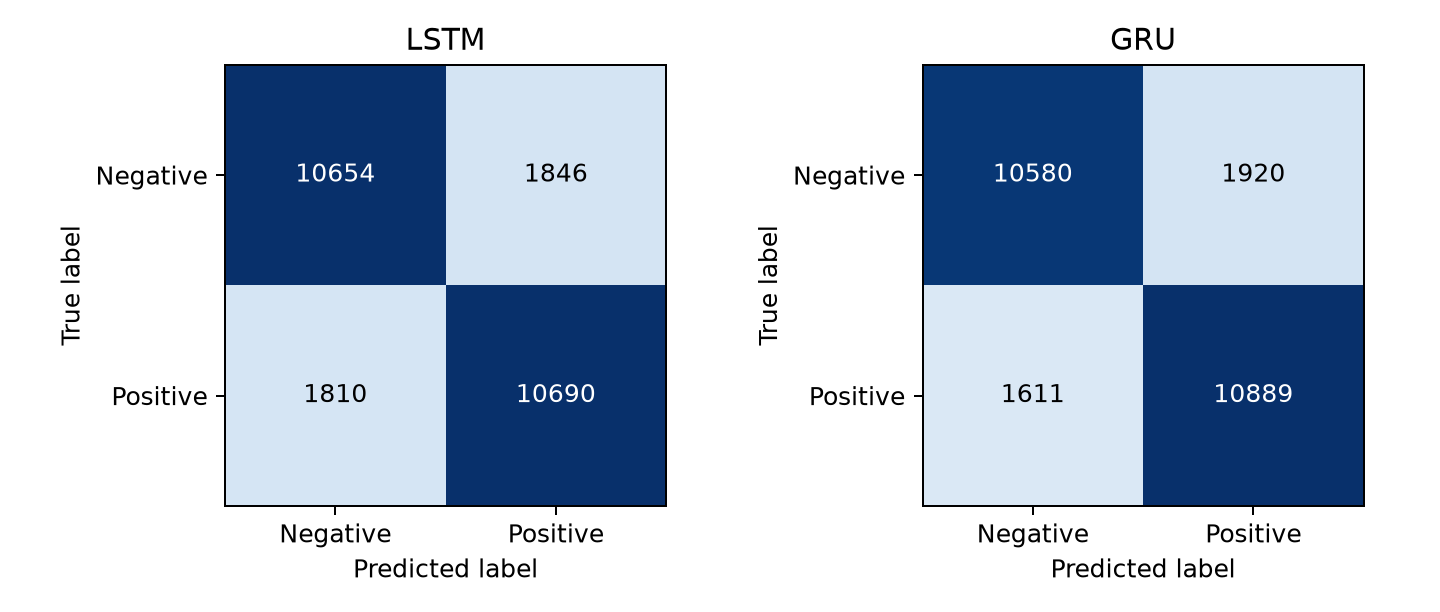 LSTM
GRU
Negative
10654
1846
Positive
1810
10690
Negative
Positive
Predicted label
True label
Negative
10580
1920
Positive
1611
10889
Negative
Positive
Predicted label
True label